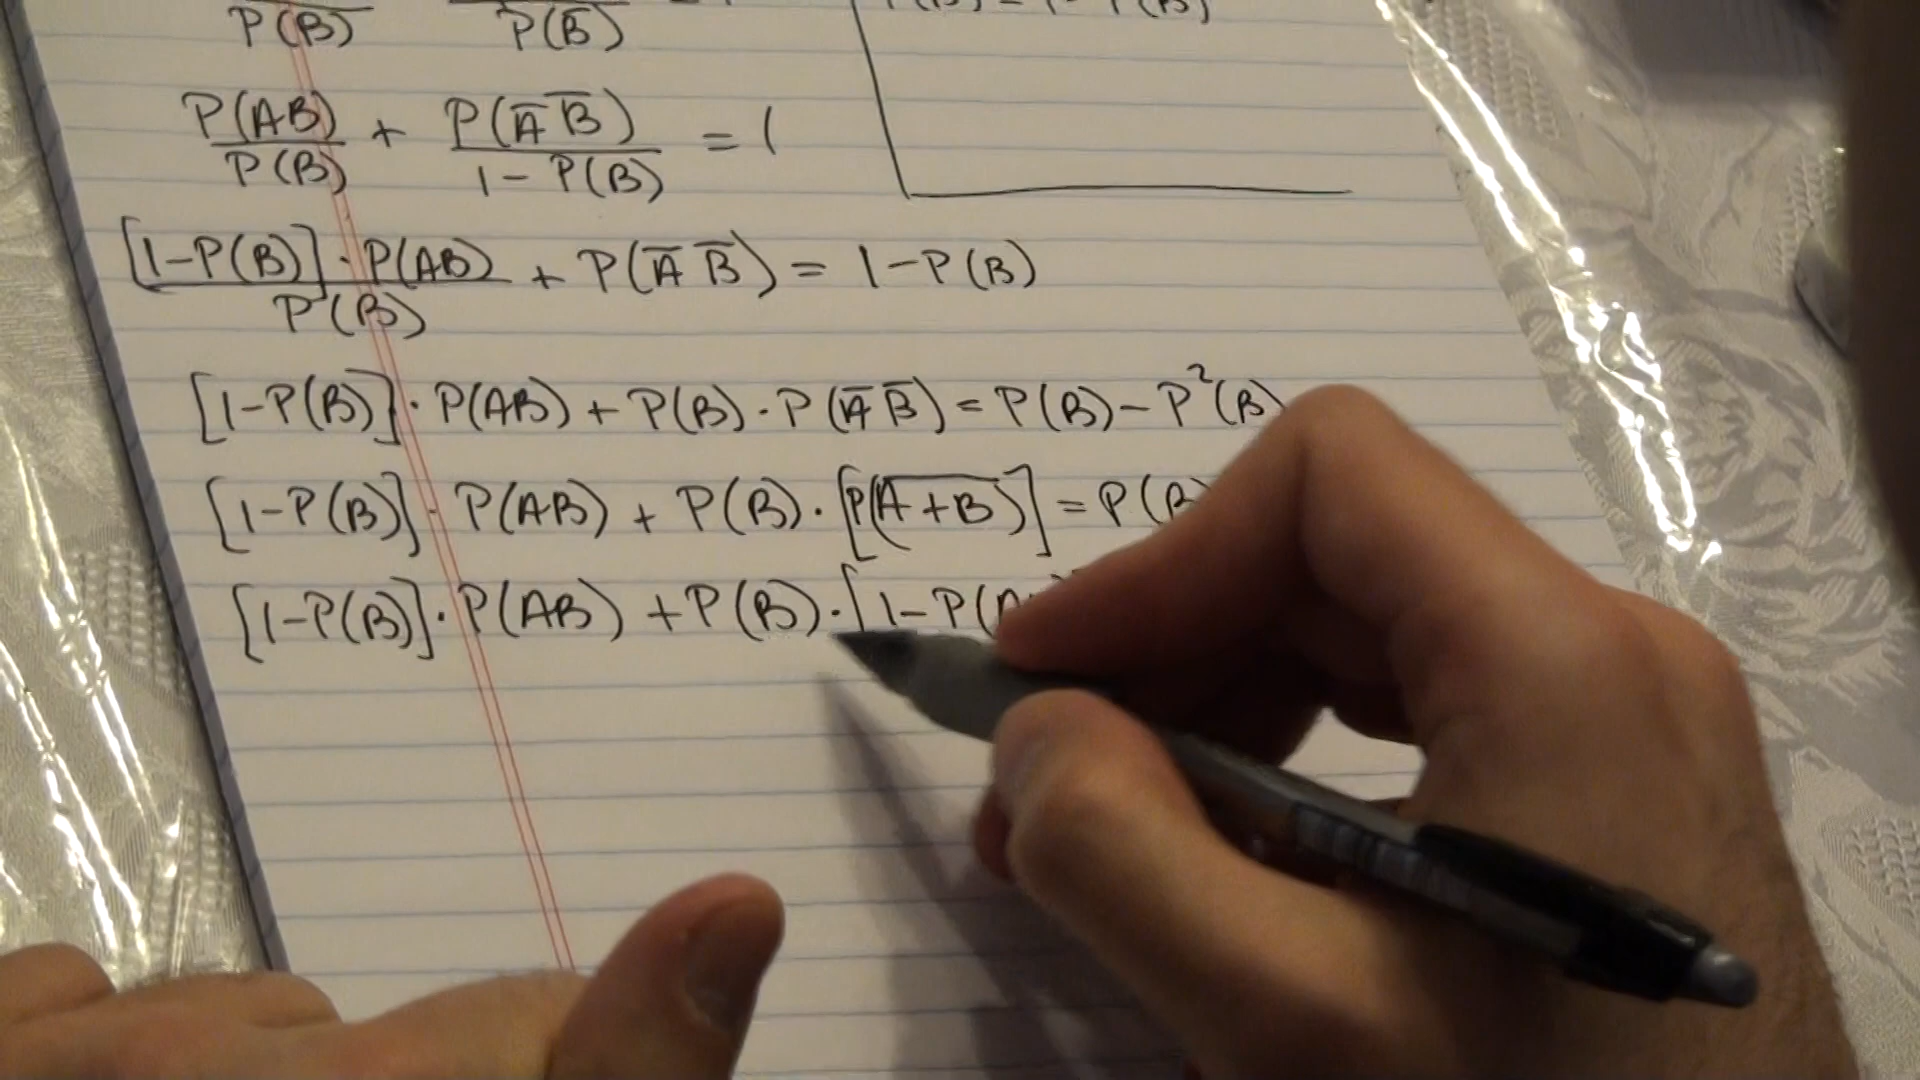 P(B) P(B̅)
P(AB)/P(B) + P(A̅ B̅)/(1-P(B)) = 1
[1-P(B)]·P(AB)/P(B) + P(A̅ B̅) = 1-P(B)
[1-P(B)]·P(AB) + P(B)·P(A̅ B̅) = P(B) - P²(B)
[1-P(B)]·P(AB) + P(B)·[P(A̅+̅B̅)] = P(B)
[1-P(B)]·P(AB) + P(B)·[1-P(A